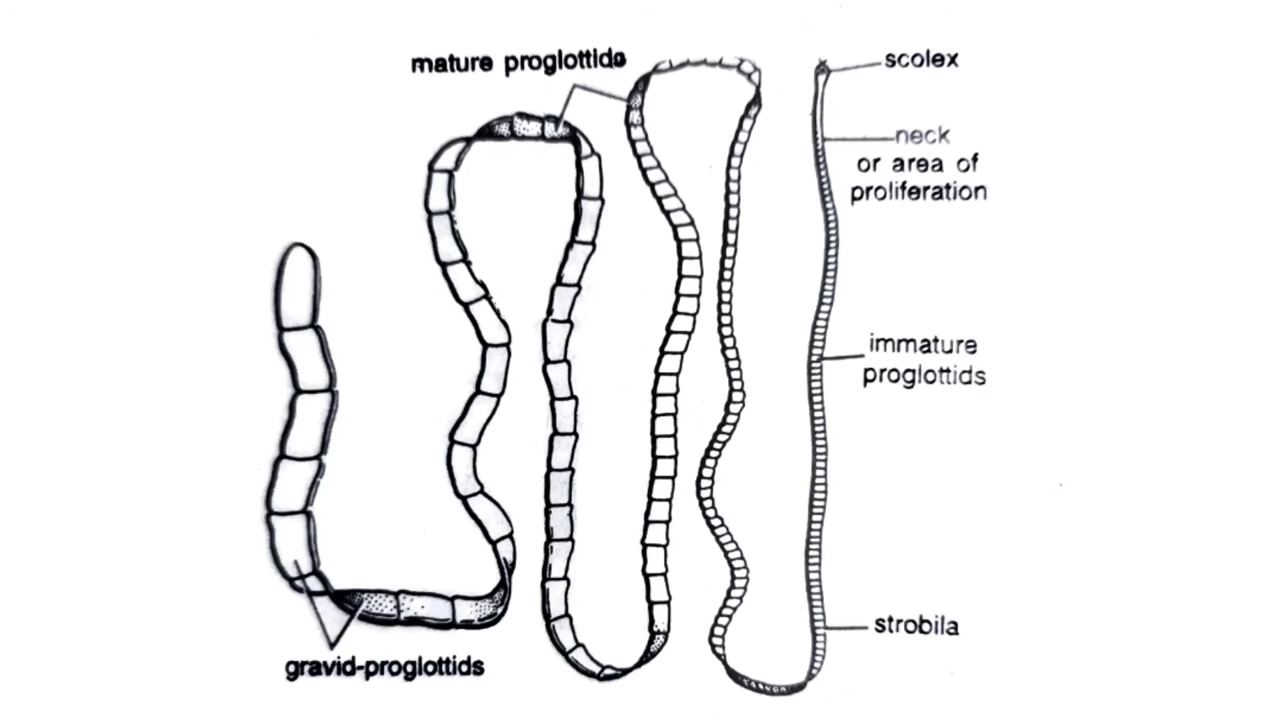 mature proglottids
scolex
neck
or area of
proliferation
immature
proglottids
strobila
gravid-proglottids